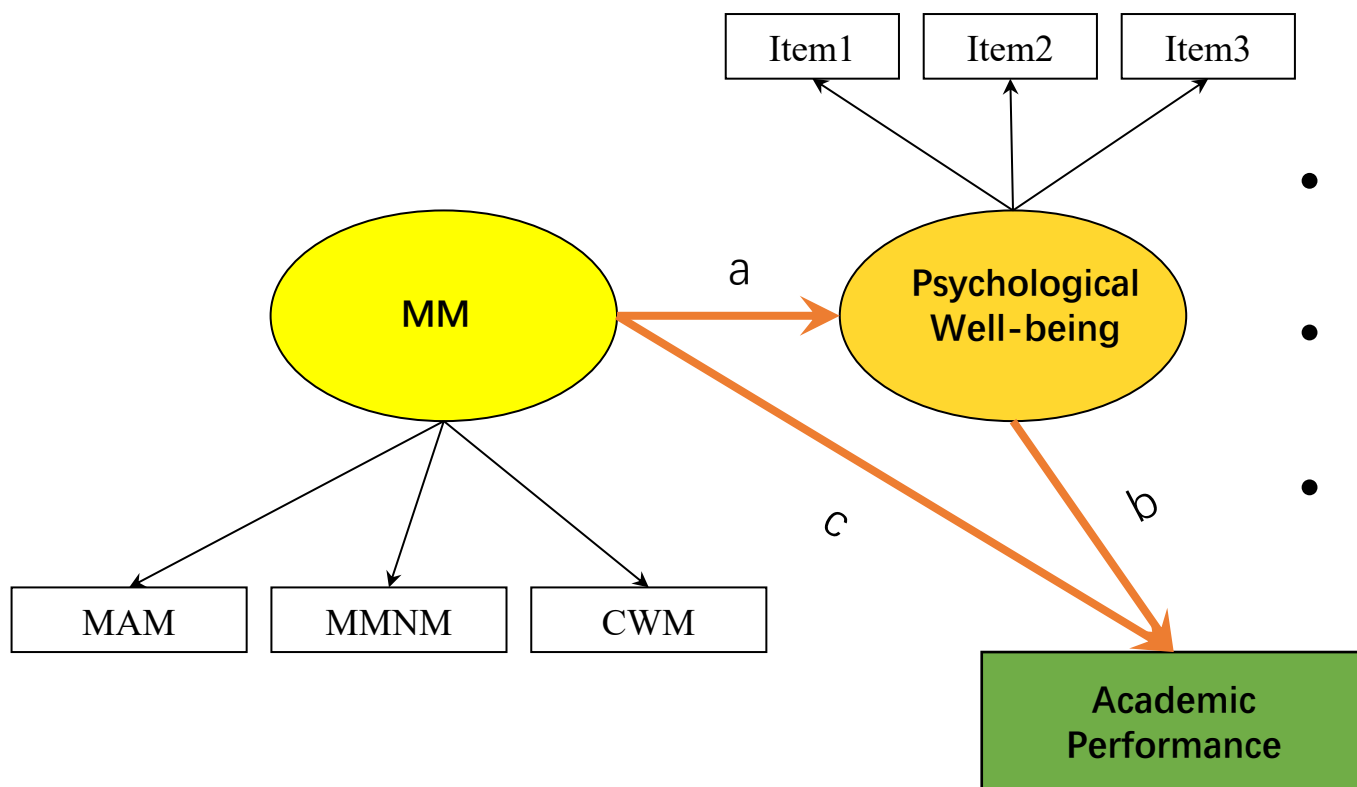 Item1
Item2
Item3
a
MM
Psychological
Well-being
c
b
MAM
MMNM
CWM
Academic
Performance